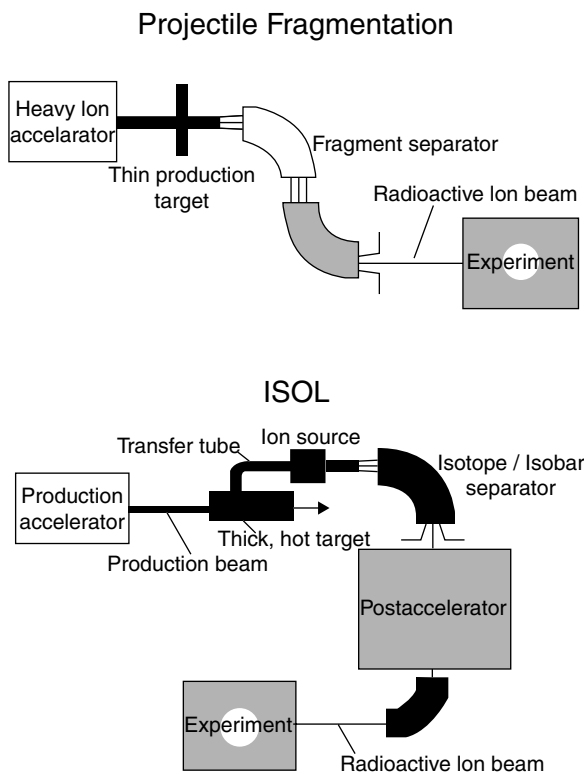 Projectile Fragmentation
Heavy Ion
accelarator
Thin production
target
Fragment separator
Radioactive Ion beam
Experiment
ISOL
Transfer tube
Ion source
Isotope / Isobar
separator
Production
accelerator
Thick, hot target
Production beam
Postaccelerator
Experiment
Radioactive Ion beam